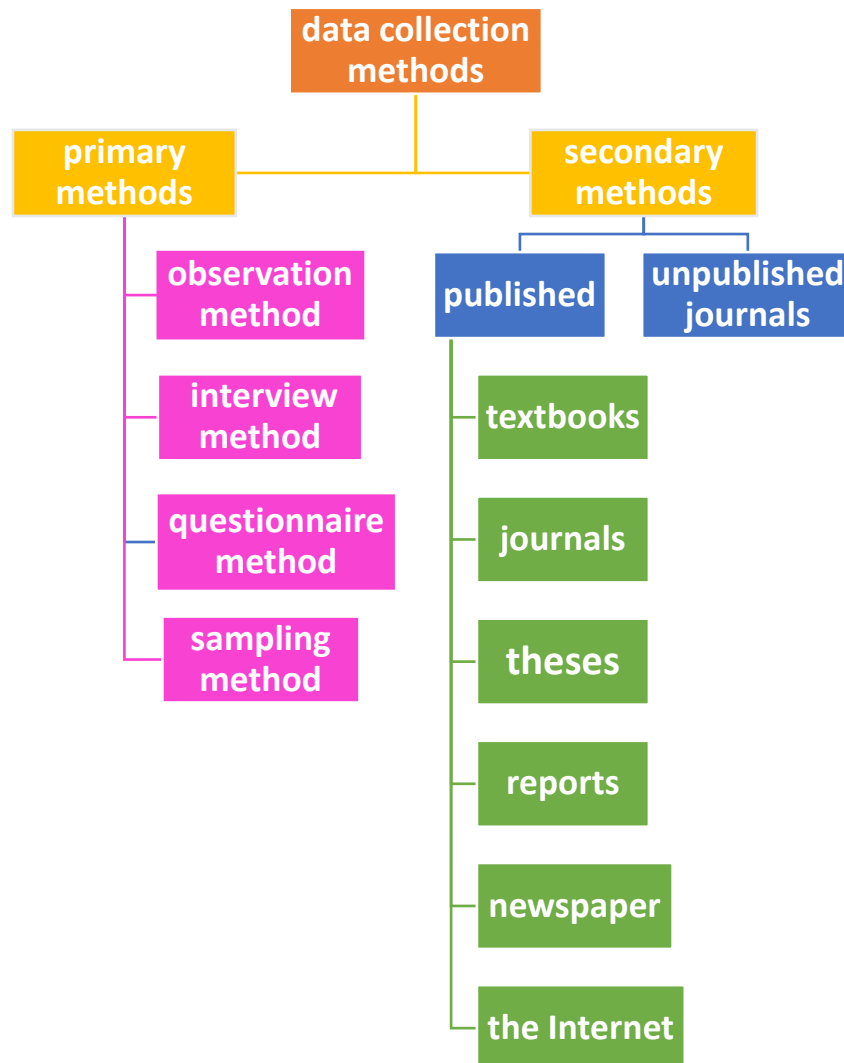 data collection
methods
primary
methods
secondary
methods
observation
method
interview
method
questionnaire
method
sampling
method
published
unpublished
journals
textbooks
journals
theses
reports
newspaper
the Internet